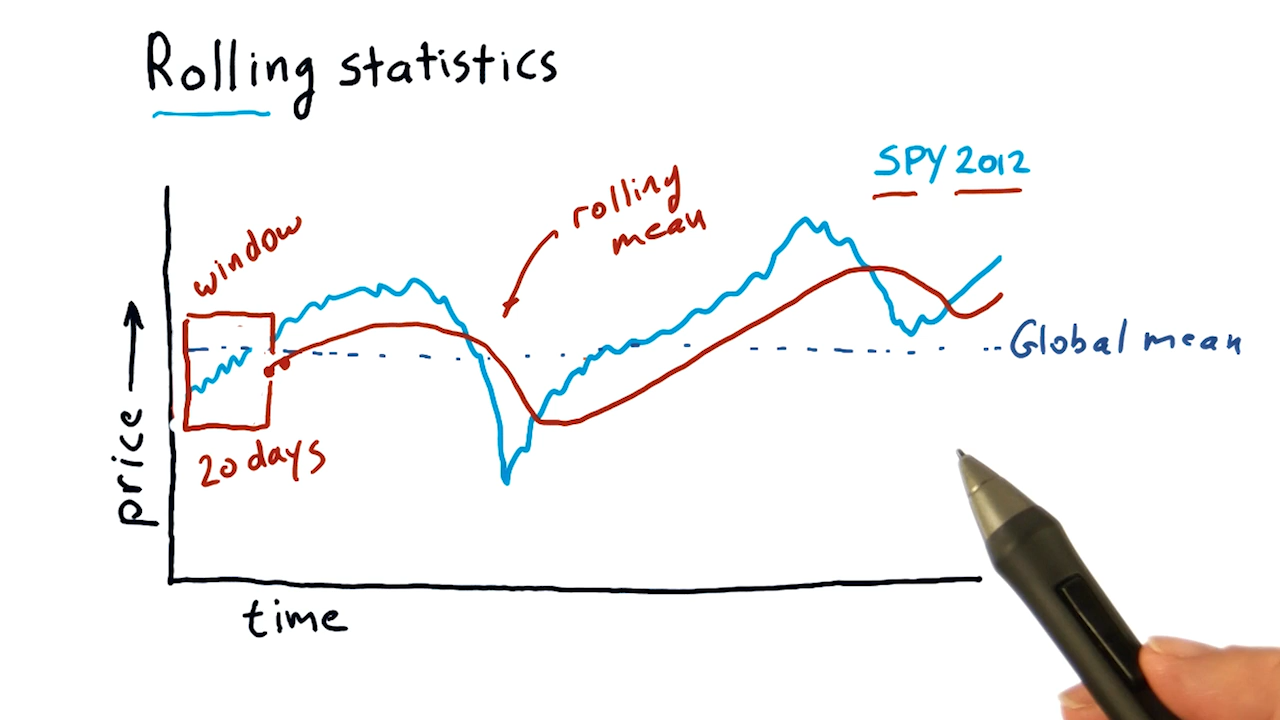 Rolling statistics
SPY 2012
rolling
mean
window
Global mean
20 days
price
time